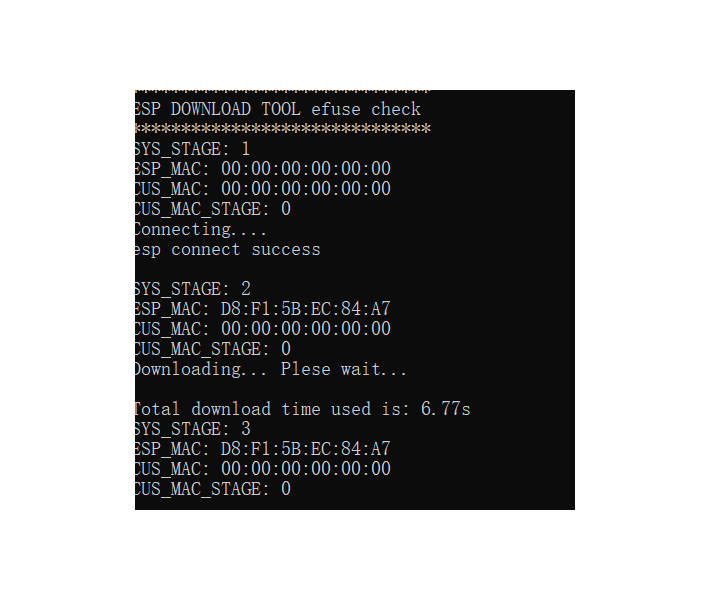 *******************************
ESP DOWNLOAD TOOL efuse check
*******************************
SYS_STAGE: 1
ESP_MAC: 00:00:00:00:00:00
CUS_MAC: 00:00:00:00:00:00
CUS_MAC_STAGE: 0
Connecting....
esp connect success
SYS_STAGE: 2
ESP_MAC: D8:F1:5B:EC:84:A7
CUS_MAC: 00:00:00:00:00:00
CUS_MAC_STAGE: 0
Downloading... Plese wait...
Total download time used is: 6.77s
SYS_STAGE: 3
ESP_MAC: D8:F1:5B:EC:84:A7
CUS_MAC: 00:00:00:00:00:00
CUS_MAC_STAGE: 0